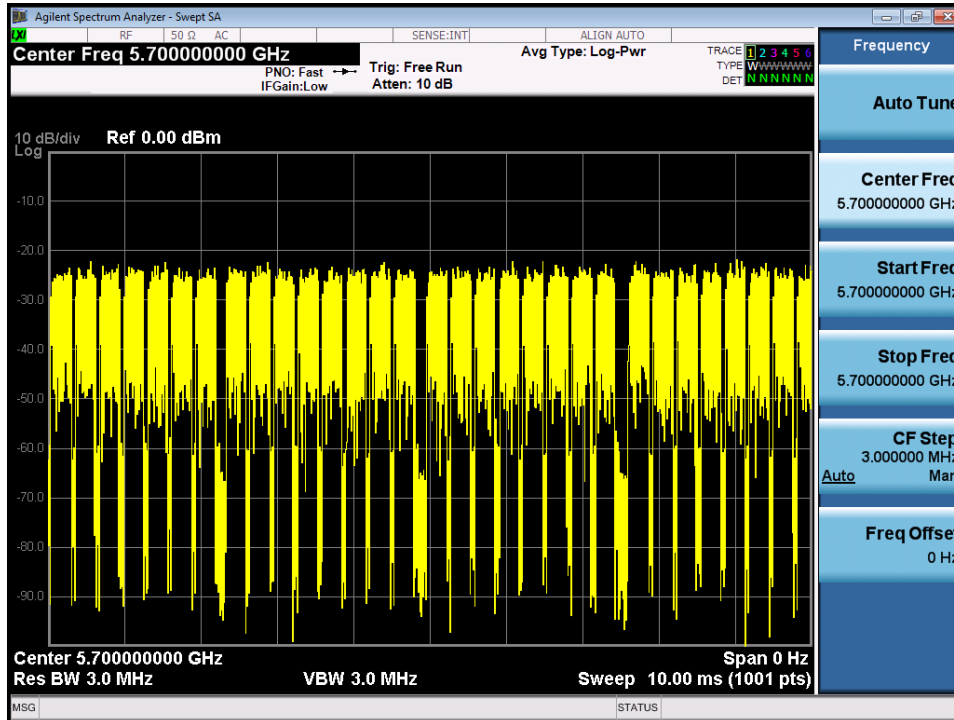 Agilent Spectrum Analyzer - Swept SA
LXI RF 50 Ω AC SENSE:INT ALIGN AUTO
Center Freq 5.700000000 GHz
Avg Type: Log-Pwr
TRACE 1 2 3 4 5 6
PNO: Fast
Trig: Free Run
TYPE WWWWWW
IFGain:Low
Atten: 10 dB
DET N N N N N N
10 dB/div Ref 0.00 dBm
Log
-10.0
-20.0
-30.0
-40.0
-50.0
-60.0
-70.0
-80.0
-90.0
Center 5.700000000 GHz
Span 0 Hz
Res BW 3.0 MHz
VBW 3.0 MHz
Sweep 10.00 ms (1001 pts)
MSG
STATUS
Frequency
Auto Tune
Center Freq
5.700000000 GHz
Start Freq
5.700000000 GHz
Stop Freq
5.700000000 GHz
CF Step
3.000000 MHz
Auto Man
Freq Offset
0 Hz